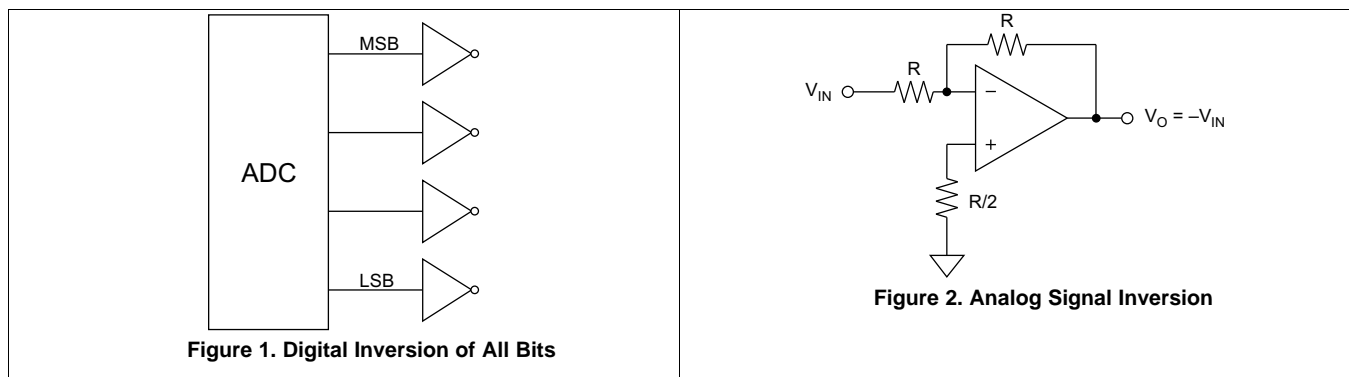 MSB
ADC
LSB
Figure 1. Digital Inversion of All Bits
R
R
VIN
−
VO = –VIN
+
R/2
Figure 2. Analog Signal Inversion